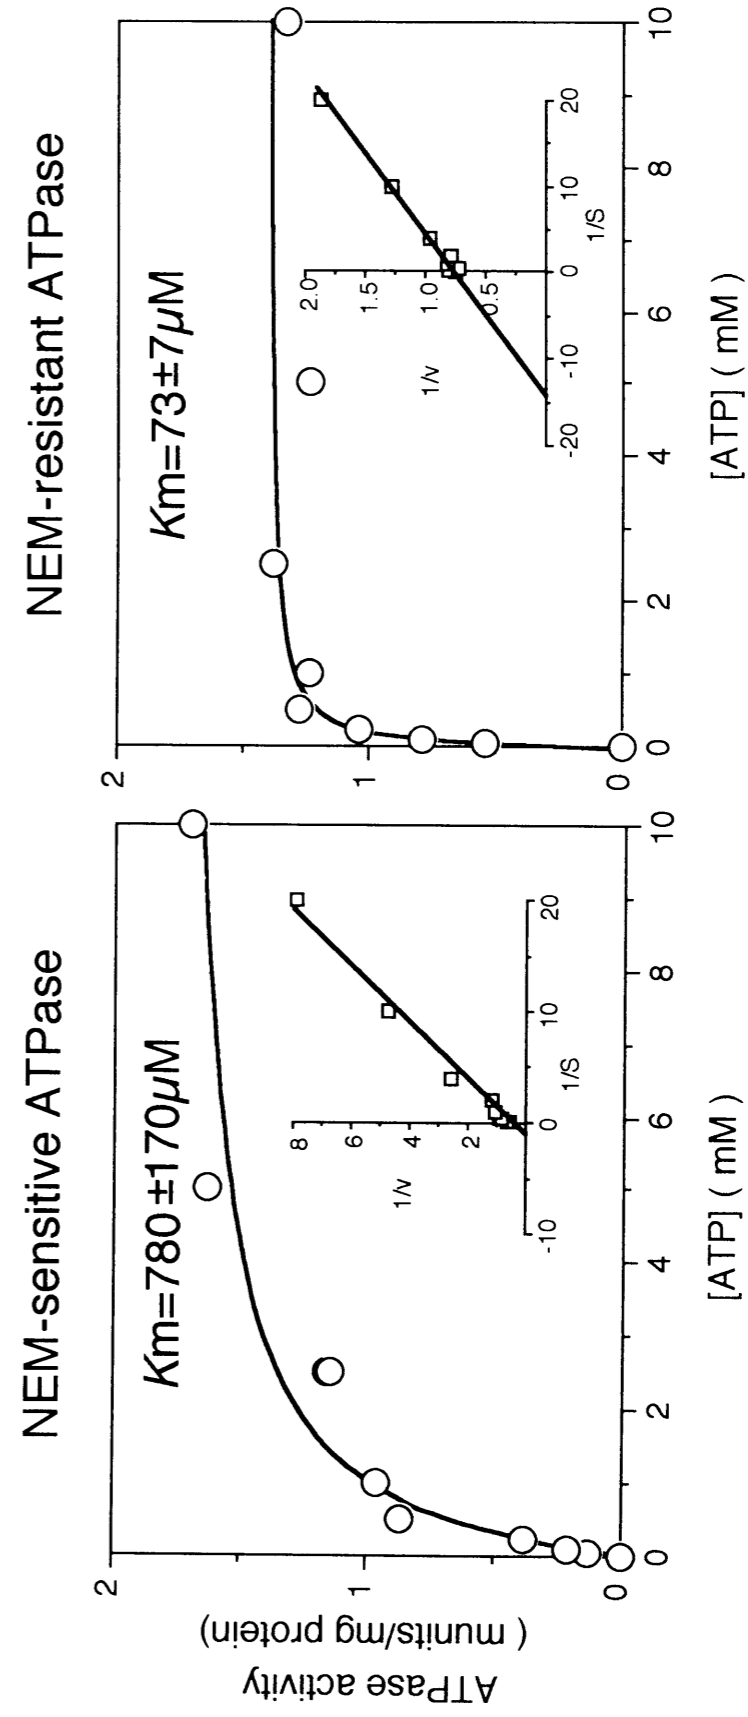 NEM-sensitive ATPase
Km=780±170μM
ATPase activity
( munits/mg protein)
2
1
0
0
2
4
6
8
10
[ATP] ( mM )
8
6
4
2
1/v
-10
0
10
20
1/S
NEM-resistant ATPase
Km=73±7μM
2
1
0
0
2
4
6
8
10
[ATP] ( mM )
2.0
1.5
1.0
0.5
1/v
-20
-10
0
10
20
1/S